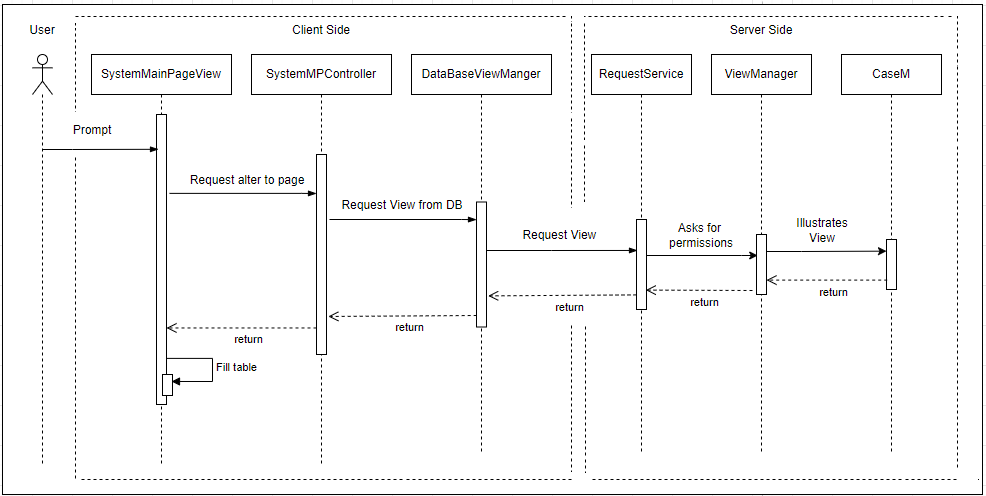 User
Client Side
Server Side
SystemMainPageView
SystemMPController
DataBaseViewManger
RequestService
ViewManager
CaseM
Prompt
Request alter to page
Request View from DB
Request View
Asks for
permissions
Illustrates
View
return
return
return
return
return
Fill table